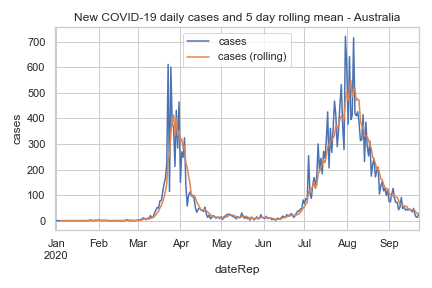 New COVID-19 daily cases and 5 day rolling mean - Australia
cases
cases (rolling)
700
600
500
400
300
200
100
0
cases
Jan Feb Mar Apr May Jun Jul Aug Sep
2020
dateRep